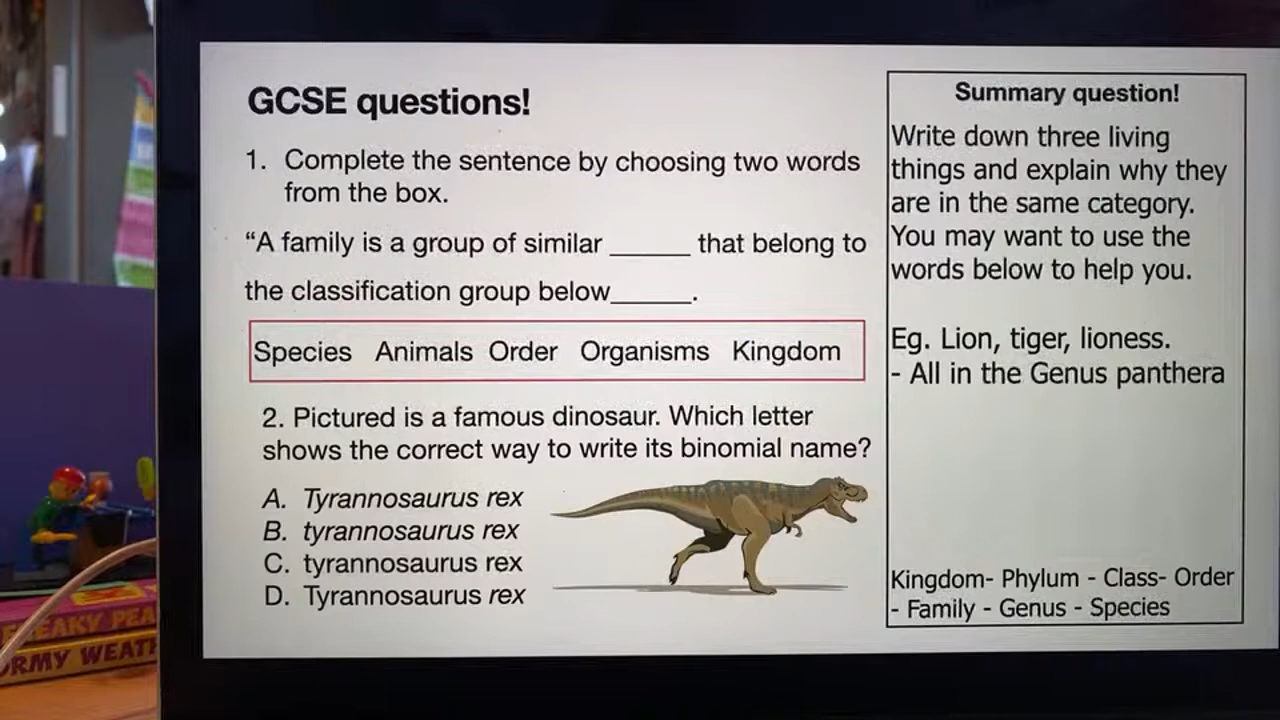 GCSE questions!
1. Complete the sentence by choosing two words
from the box.
“A family is a group of similar ______ that belong to
the classification group below______.
Species Animals Order Organisms Kingdom
2. Pictured is a famous dinosaur. Which letter
shows the correct way to write its binomial name?
A. Tyrannosaurus rex
B. tyrannosaurus rex
C. tyrannosaurus rex
D. Tyrannosaurus rex
Summary question!
Write down three living
things and explain why they
are in the same category.
You may want to use the
words below to help you.
Eg. Lion, tiger, lioness.
- All in the Genus panthera
Kingdom- Phylum - Class- Order
- Family - Genus - Species